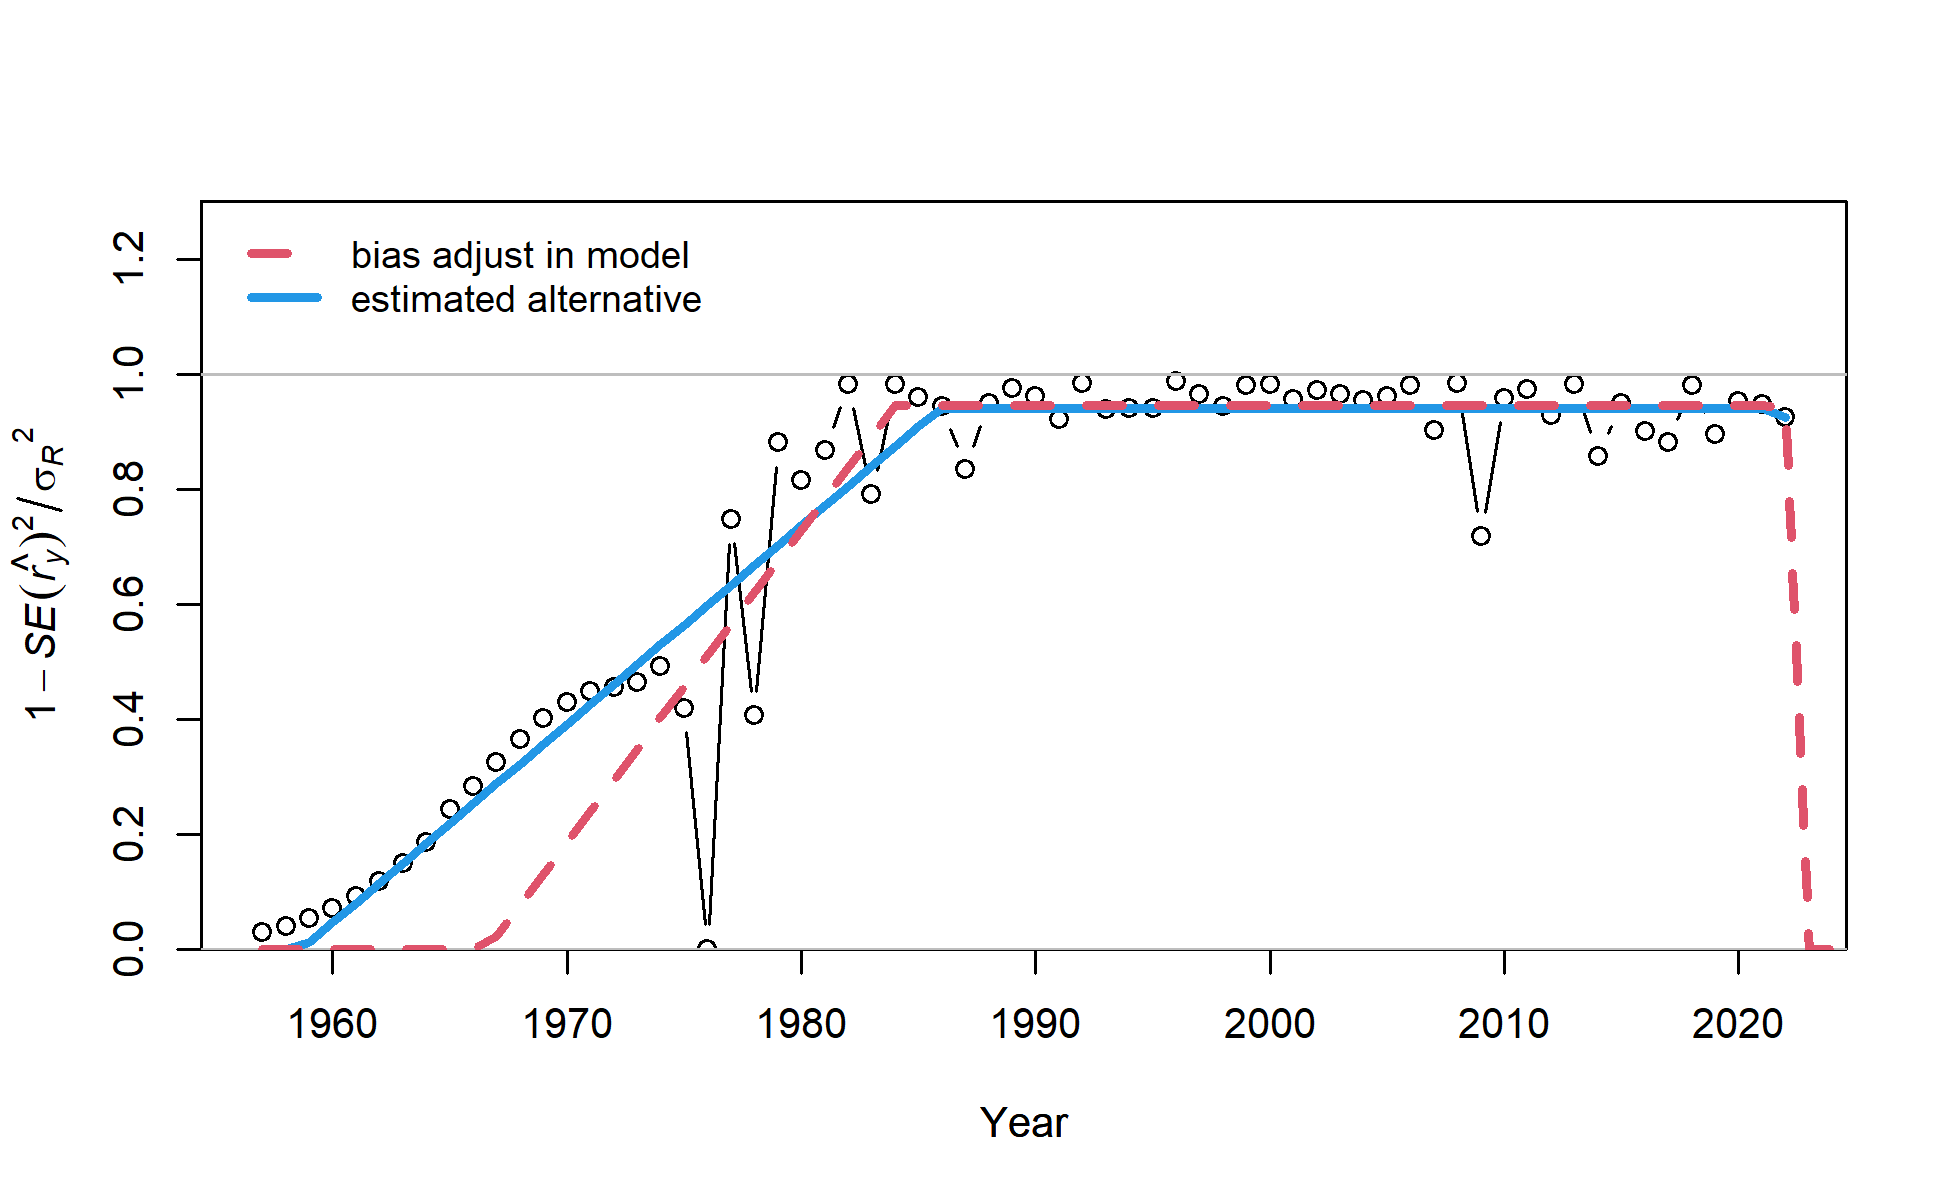 bias adjust in model
estimated alternative
1 − SE(r̂y)²/σR²
1.2
1.0
0.8
0.6
0.4
0.2
0.0
1960 1970 1980 1990 2000 2010 2020
Year